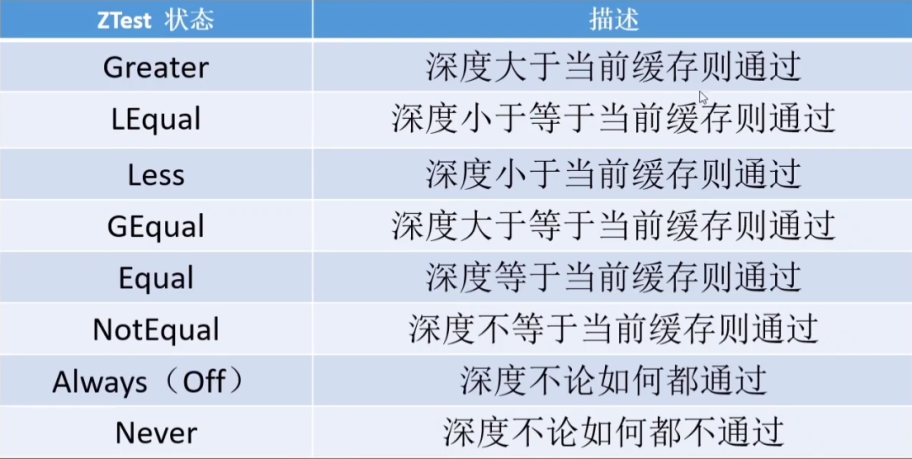 ZTest 状态 描述
Greater 深度大于当前缓存则通过
LEqual 深度小于等于当前缓存则通过
Less 深度小于当前缓存则通过
GEqual 深度大于等于当前缓存则通过
Equal 深度等于当前缓存则通过
NotEqual 深度不等于当前缓存则通过
Always（Off） 深度不论如何都通过
Never 深度不论如何都不通过